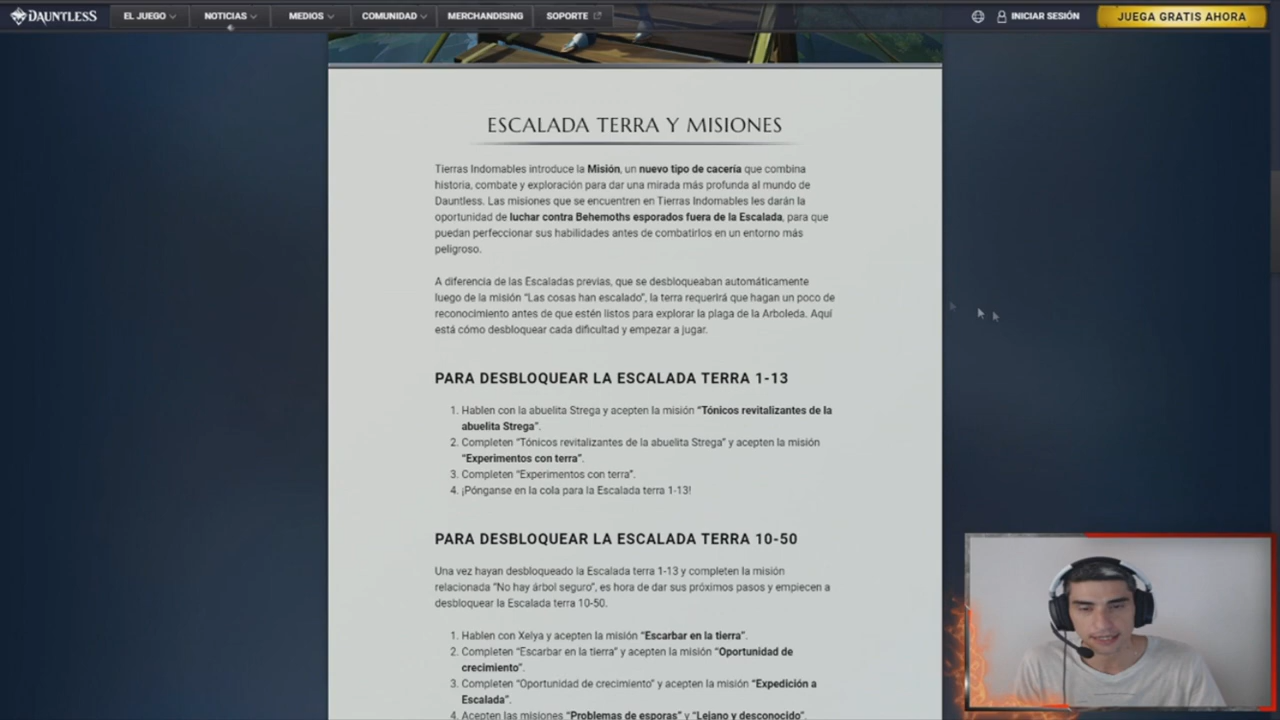 DAUNTLESS
EL JUEGO
NOTICIAS
MEDIOS
COMUNIDAD
MERCHANDISING
SOPORTE
INICIAR SESIÓN
JUEGA GRATIS AHORA
ESCALADA TERRA Y MISIONES
Tierras Indomables introduce la Misión, un nuevo tipo de cacería que combina
historia, combate y exploración para dar una mirada más profunda al mundo de
Dauntless. Las misiones que se encuentren en Tierras Indomables les darán la
oportunidad de luchar contra Behemoths esporados fuera de la Escalada, para que
puedan perfeccionar sus habilidades antes de combatirlos en un entorno más
peligroso.
A diferencia de las Escaladas previas, que se desbloqueaban automáticamente
luego de la misión “Las cosas han escalado”, la terra requerirá que hagan un poco de
reconocimiento antes de que estén listos para explorar la plaga de la Arboleda. Aquí
está cómo desbloquear cada dificultad y empezar a jugar.
PARA DESBLOQUEAR LA ESCALADA TERRA 1-13
1. Hablen con la abuelita Strega y acepten la misión “Tónicos revitalizantes de la
abuelita Strega”.
2. Completen “Tónicos revitalizantes de la abuelita Strega” y acepten la misión
“Experimentos con terra”.
3. Completen “Experimentos con terra”.
4. ¡Pónganse en la cola para la Escalada terra 1-13!
PARA DESBLOQUEAR LA ESCALADA TERRA 10-50
Una vez hayan desbloqueado la Escalada terra 1-13 y completen la misión
relacionada “No hay árbol seguro”, es hora de dar sus próximos pasos y empiecen a
desbloquear la Escalada terra 10-50.
1. Hablen con Xelya y acepten la misión “Escarbar en la tierra”.
2. Completen “Escarbar en la tierra” y acepten la misión “Oportunidad de
crecimiento”.
3. Completen “Oportunidad de crecimiento” y acepten la misión “Expedición a
Escalada”.
4. Acepten las misiones “Problemas de esporas” y “Lejano y desconocido”.